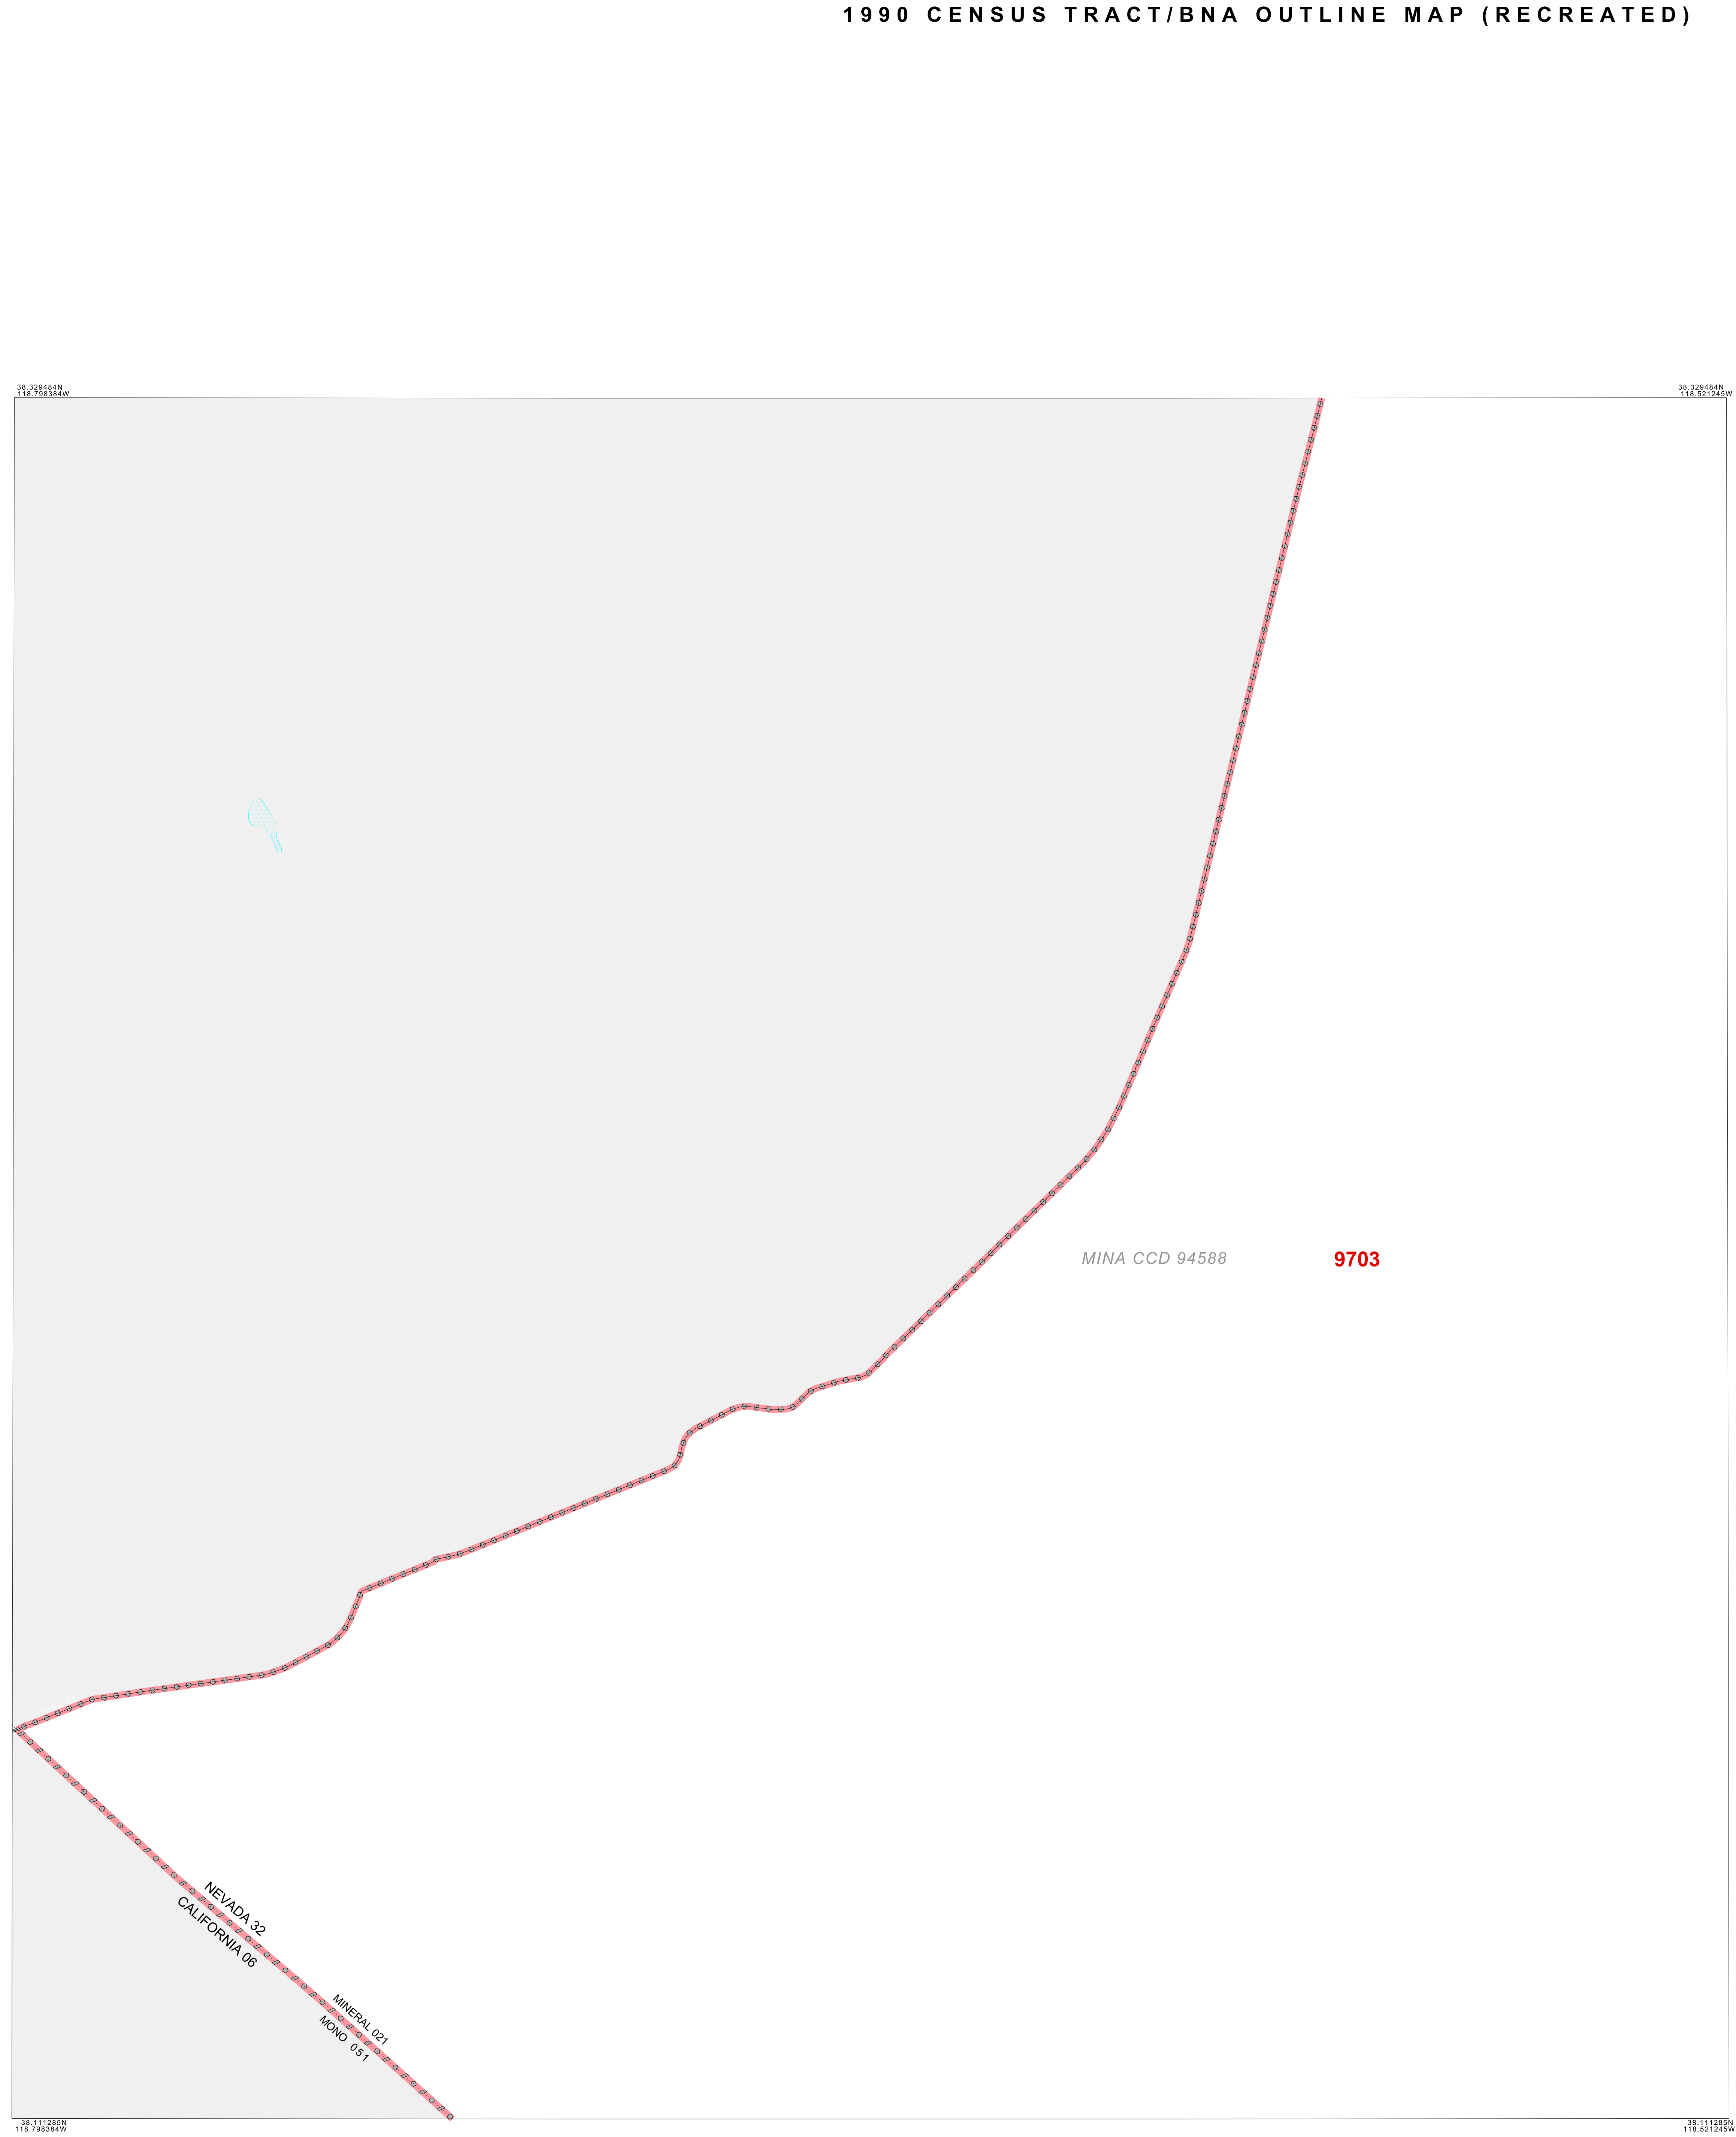 1990 CENSUS TRACT/BNA OUTLINE MAP (RECREATED)
38.329484N
118.798384W
38.329484N
118.521245W
MINA CCD 94588
9703
NEVADA 32
CALIFORNIA 06
MINERAL 021
MONO 051
38.111285N
118.798384W
38.111285N
118.521245W